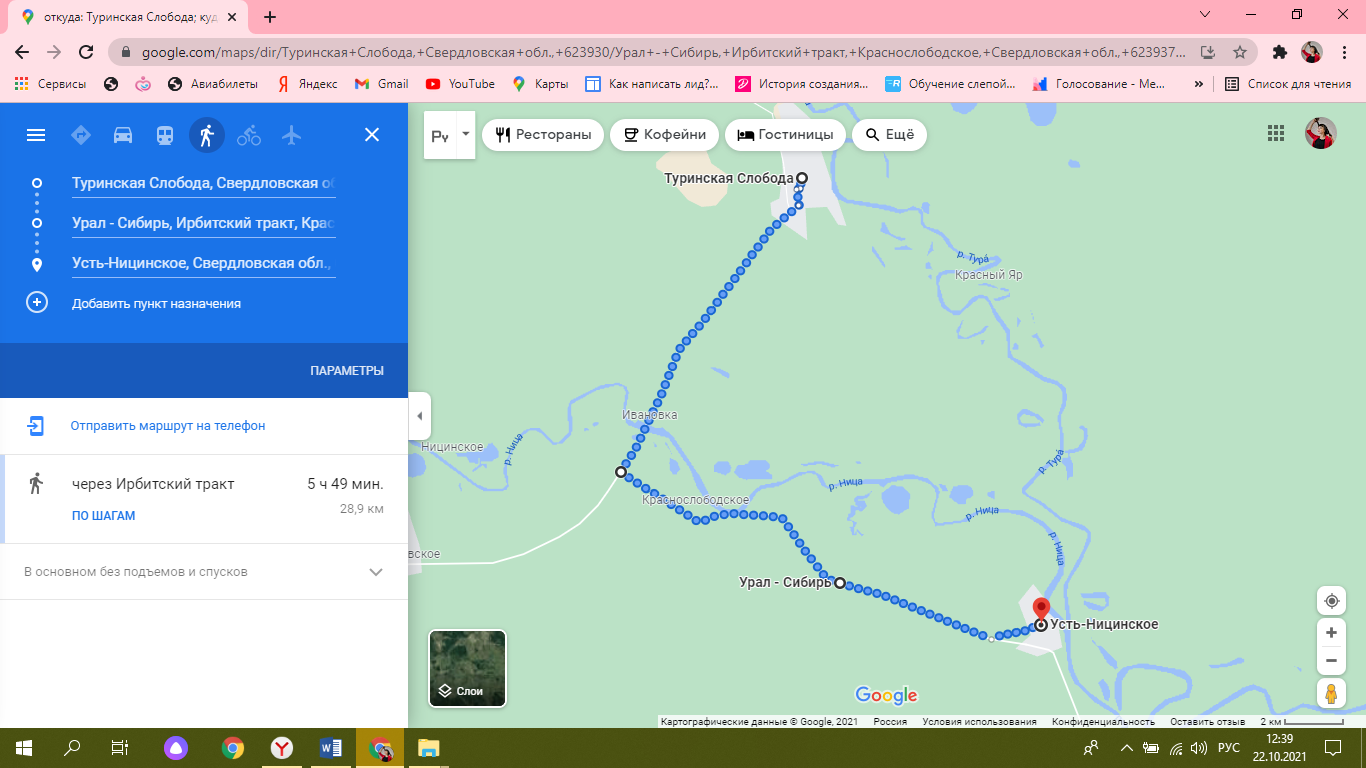 откуда: Туринская Слобода; куд
google.com/maps/dir/Туринская+Слобода,+Свердловская+обл.,+623930/Урал+-+Сибирь,+Ирбитский+тракт,+Краснослободское,+Свердловская+обл.,+623937...
Сервисы Авиабилеты Яндекс Gmail YouTube Карты Как написать лид?... История создания... Обучение слепой... Голосование - Ме... » Список для чтения
Ру Рестораны Кофейни Гостиницы Ещё
Туринская Слобода, Свердловская об
Урал - Сибирь, Ирбитский тракт, Крас
Усть-Ницинское, Свердловская обл.,
Добавить пункт назначения
ПАРАМЕТРЫ
Отправить маршрут на телефон
через Ирбитский тракт 5 ч 49 мин.
ПО ШАГАМ 28,9 км
В основном без подъемов и спусков
Туринская Слобода
р. Тура́
Красный Яр
Ивановка
Ницинское
р. Ница
р. Тура́
р. Ница
Краснослободское
р. Ница
р. Ница
вское
Урал - Сибирь
Усть-Ницинское
Слои
Google
Картографические данные © Google, 2021 Россия Условия использования Конфиденциальность Оставить отзыв 2 км
РУС
12:39
22.10.2021